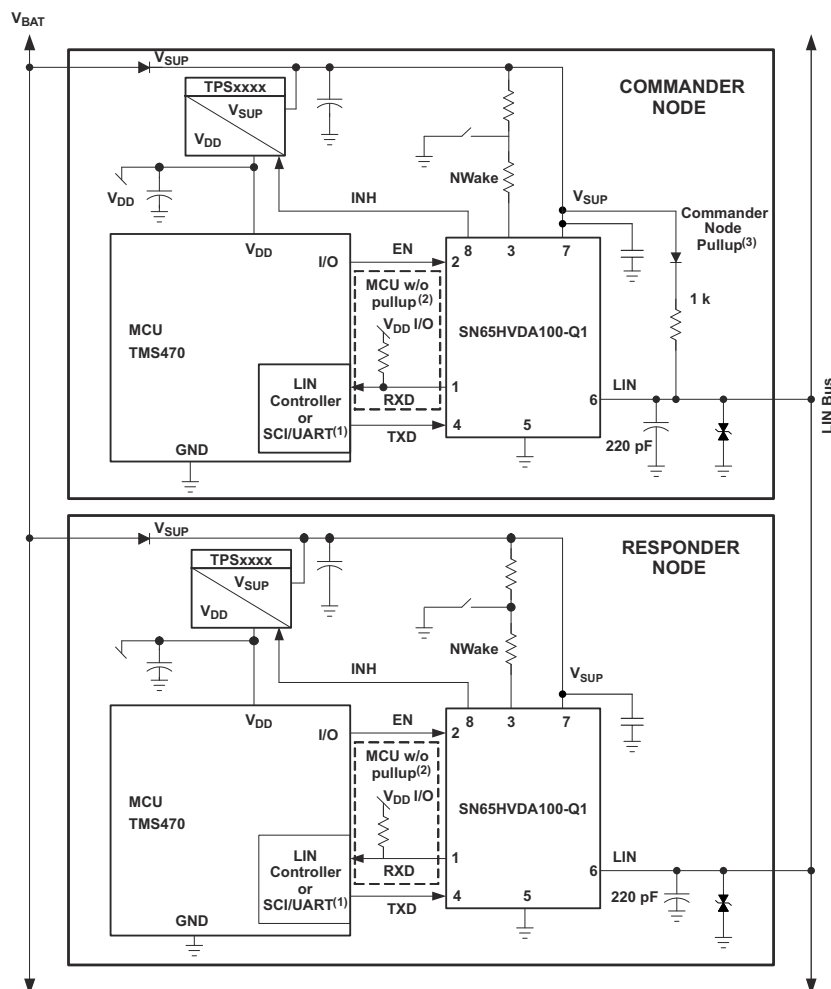 VBAT
VSUP
TPSxxxx
VSUP
VDD
COMMANDER
NODE
VDD
NWake
INH
VSUP
Commander
Node
Pullup(3)
VDD
8
3
7
I/O
EN
2
MCU w/o
pullup(2)
VDD I/O
1 k
MCU
TMS470
SN65HVDA100-Q1
LIN
Controller
or
SCI/UART(1)
1
RXD
6
LIN
4
TXD
5
220 pF
GND
LIN Bus
VSUP
TPSxxxx
VSUP
VDD
RESPONDER
NODE
NWake
INH
VSUP
VDD
8
3
7
I/O
EN
2
MCU w/o
pullup(2)
VDD I/O
MCU
TMS470
SN65HVDA100-Q1
LIN
Controller
or
SCI/UART(1)
1
RXD
6
LIN
4
TXD
5
220 pF
GND